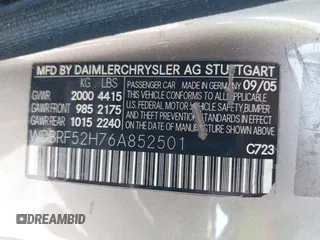 MFD BY DAIMLERCHRYSLER AG STUTTGART
KG LBS MADE IN GERMANY 09/05
GVWR 2000 4415 PASSENGER CAR
GAWR FRONT 985 2175
GAWR REAR 1015 2240
THIS VEHICLE CONFORMS TO ALL APPLICABLE
U.S. FEDERAL MOTOR VEHICLE SAFETY, BUMPER,
AND THEFT PREVENTION STANDARDS IN EFFECT
ON THE DATE OF MANUFACTURE SHOWN ABOVE.
WDBRF52H76A852501
C723
DEALERSHIP.CC